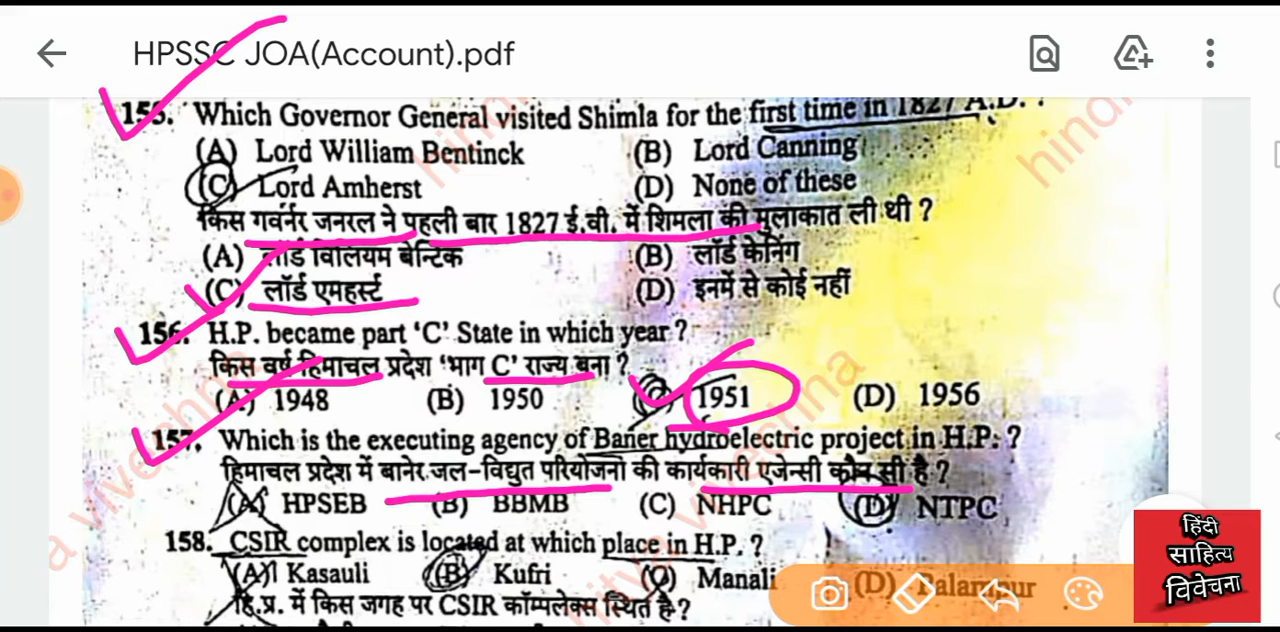 HPSSC JOA(Account).pdf
155. Which Governor General visited Shimla for the first time in 1827 A.D. ?
(A) Lord William Bentinck (B) Lord Canning
(C) Lord Amherst (D) None of these
किस गवर्नर जनरल ने पहली बार 1827 ई.वी. में शिमला की मुलाकात ली थी ?
(A) लॉर्ड विलियम बेन्टिक (B) लॉर्ड केनिंग
(C) लॉर्ड एमहर्स्ट (D) इनमें से कोई नहीं
156. H.P. became part ‘C’ State in which year ?
किस वर्ष हिमाचल प्रदेश ‘भाग C’ राज्य बना ?
(A) 1948 (B) 1950 (C) 1951 (D) 1956
157. Which is the executing agency of Baner hydroelectric project in H.P. ?
हिमाचल प्रदेश में बानेर जल-विद्युत परियोजना की कार्यकारी एजेन्सी कौन सी है ?
(A) HPSEB (B) BBMB (C) NHPC (D) NTPC
158. CSIR complex is located at which place in H.P. ?
(A) Kasauli (B) Kufri (C) Manali (D) Palampur
हि.प्र. में किस जगह पर CSIR कॉम्पलेक्स स्थित है ?
हिंदी
साहित्य
विवेचना